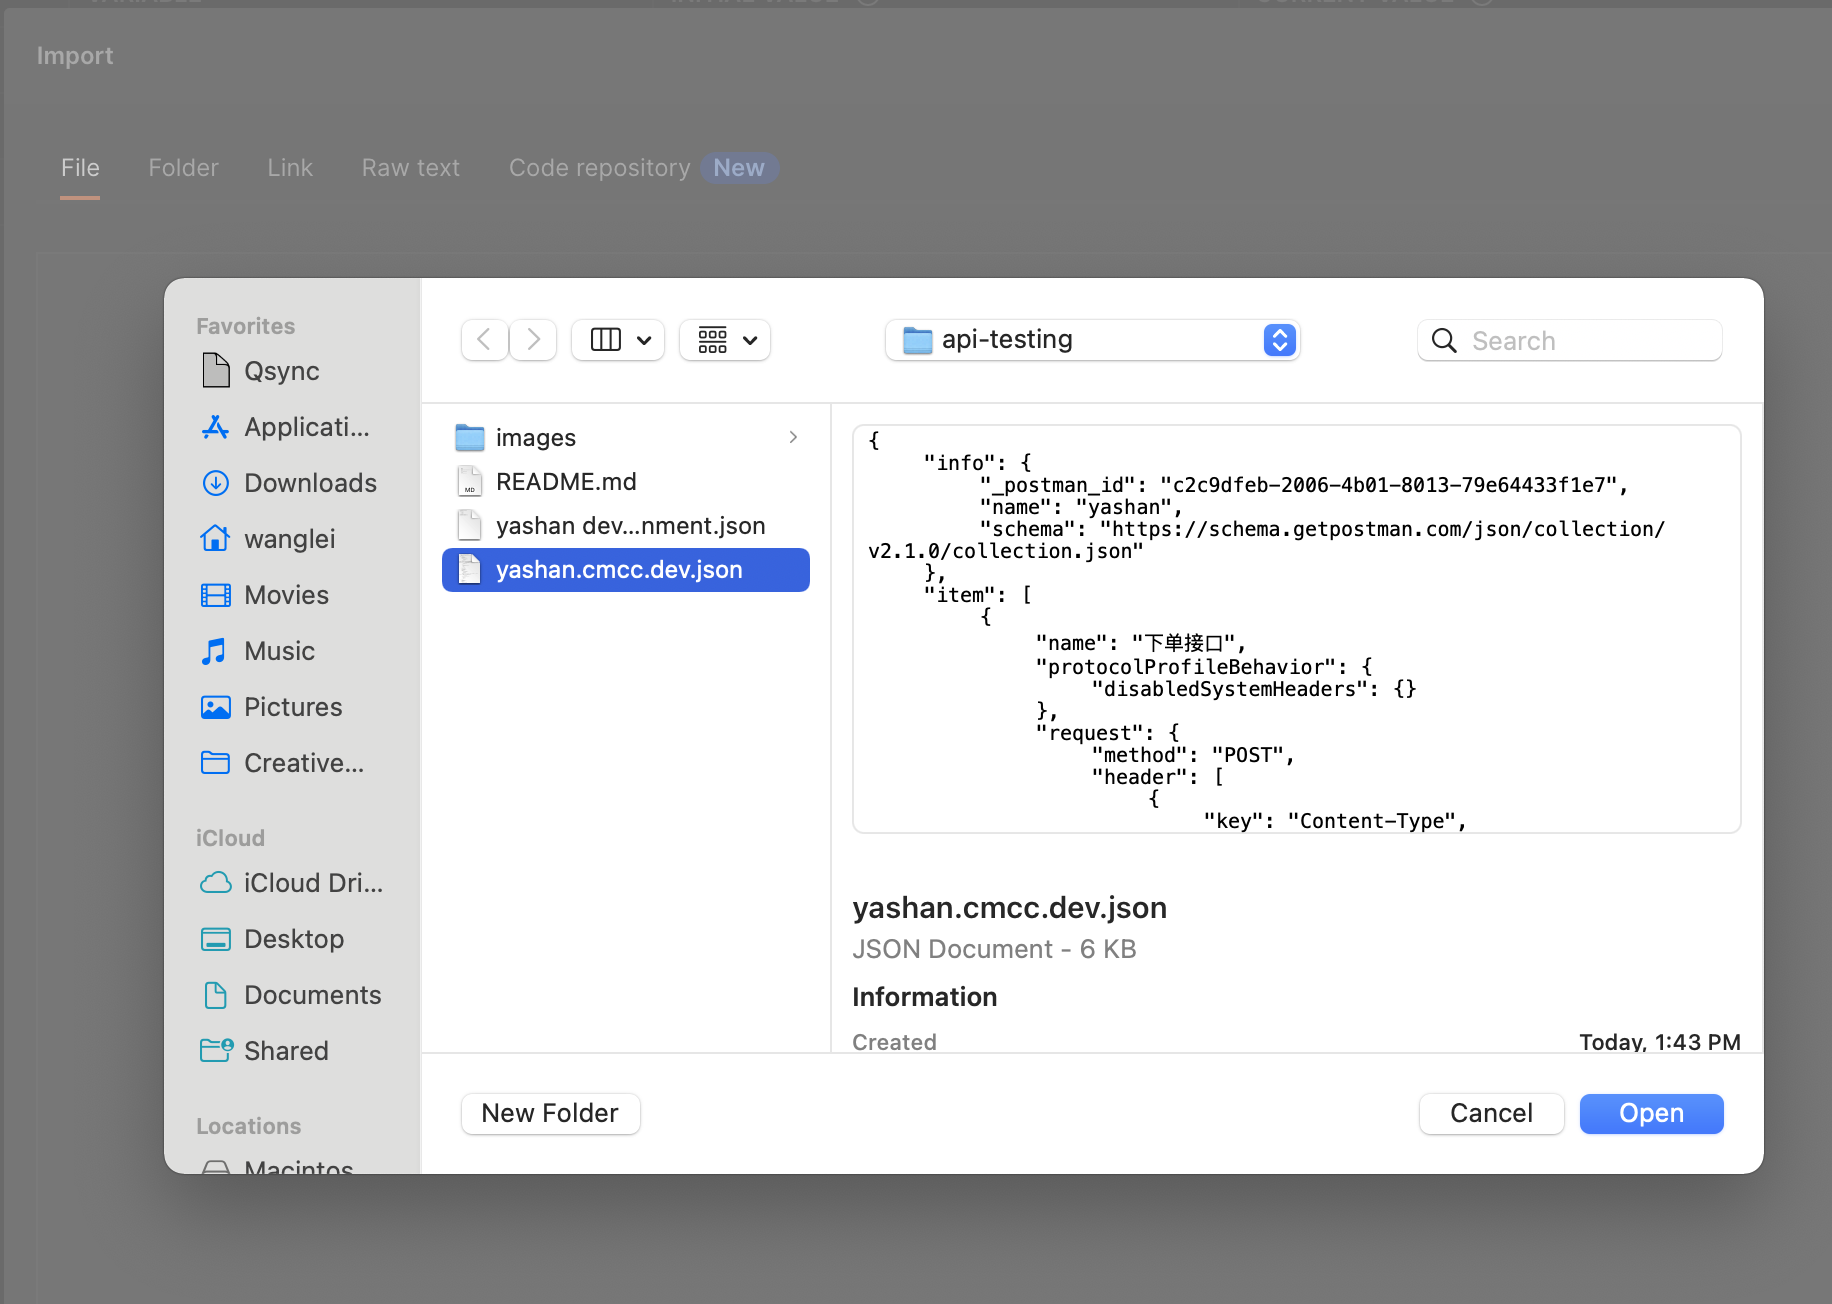 Import
File
Folder
Link
Raw text
Code repository
New
Favorites
Qsync
Applicati...
Downloads
wanglei
Movies
Music
Pictures
Creative...
iCloud
iCloud Dri...
Desktop
Documents
Shared
Locations
Macintos
api-testing
Search
images
README.md
yashan dev...nment.json
yashan.cmcc.dev.json
{
"info": {
"_postman_id": "c2c9dfeb-2006-4b01-8013-79e64433f1e7",
"name": "yashan",
"schema": "https://schema.getpostman.com/json/collection/
v2.1.0/collection.json"
},
"item": [
{
"name": "下单接口",
"protocolProfileBehavior": {
"disabledSystemHeaders": {}
},
"request": {
"method": "POST",
"header": [
{
"key": "Content-Type",
yashan.cmcc.dev.json
JSON Document - 6 KB
Information
Created
Today, 1:43 PM
New Folder
Cancel
Open